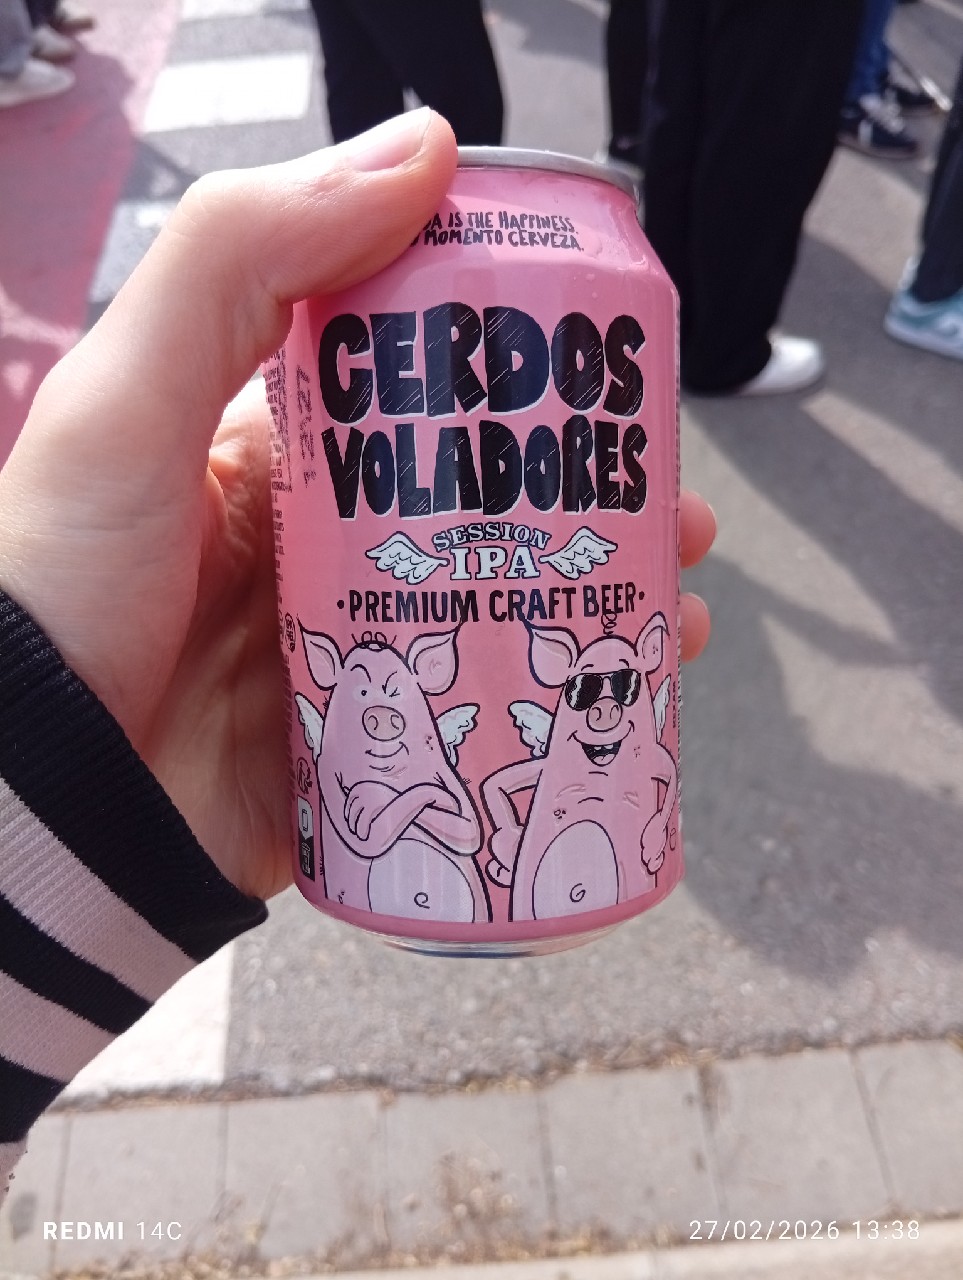 IS THE HAPPINESS.
MOMENTO CERVEZA.
CERDOS
VOLADORES
SESSION
IPA
·PREMIUM CRAFT BEER·
REDMI 14C
27/02/2026 13:38